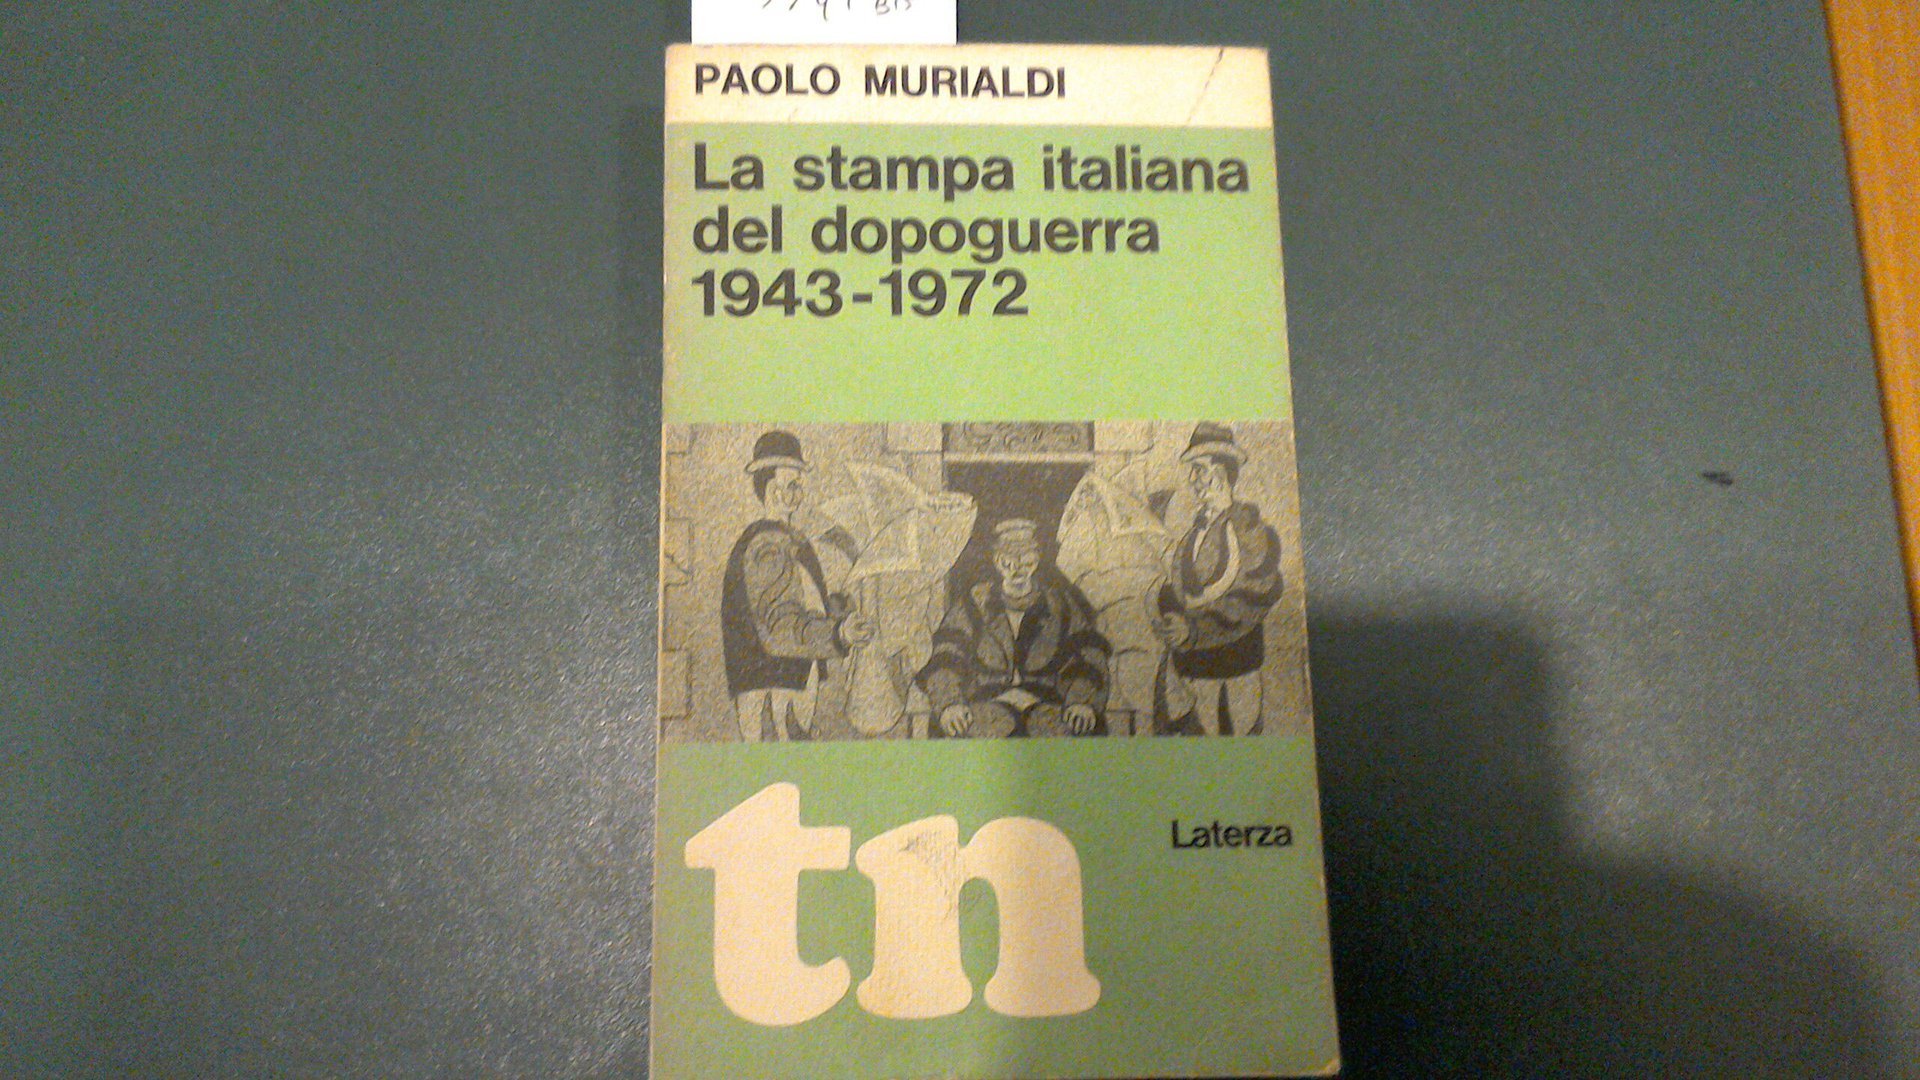 PAOLO MURIALDI
La stampa italiana
del dopoguerra
1943-1972
tn
Laterza